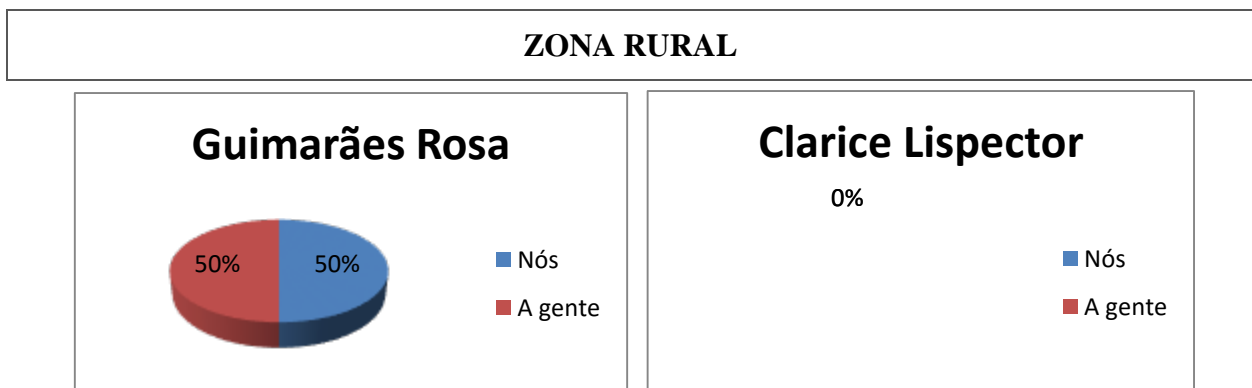 ZONA RURAL
Guimarães Rosa
50%
50%
Nós
A gente
Clarice Lispector
0%
Nós
A gente